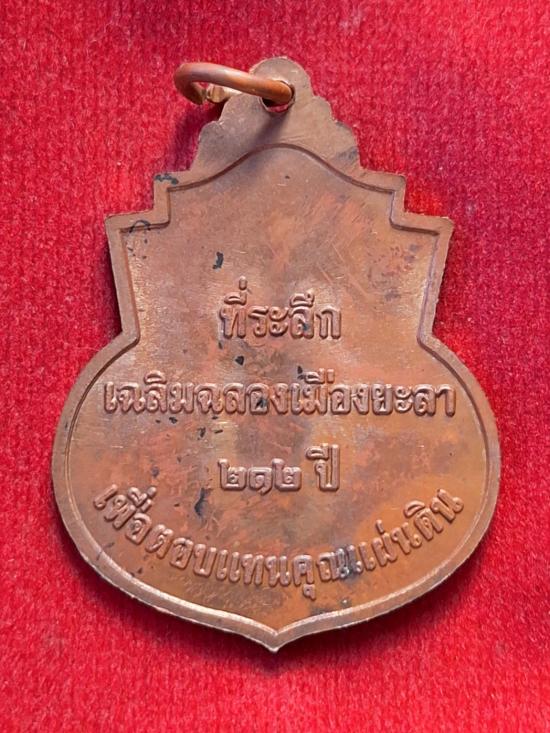 ที่ระลึก
เฉลิมฉลองเมืองยะลา
๒๑๒ ปี
เพื่อตอบแทนคุณแผ่นดิน